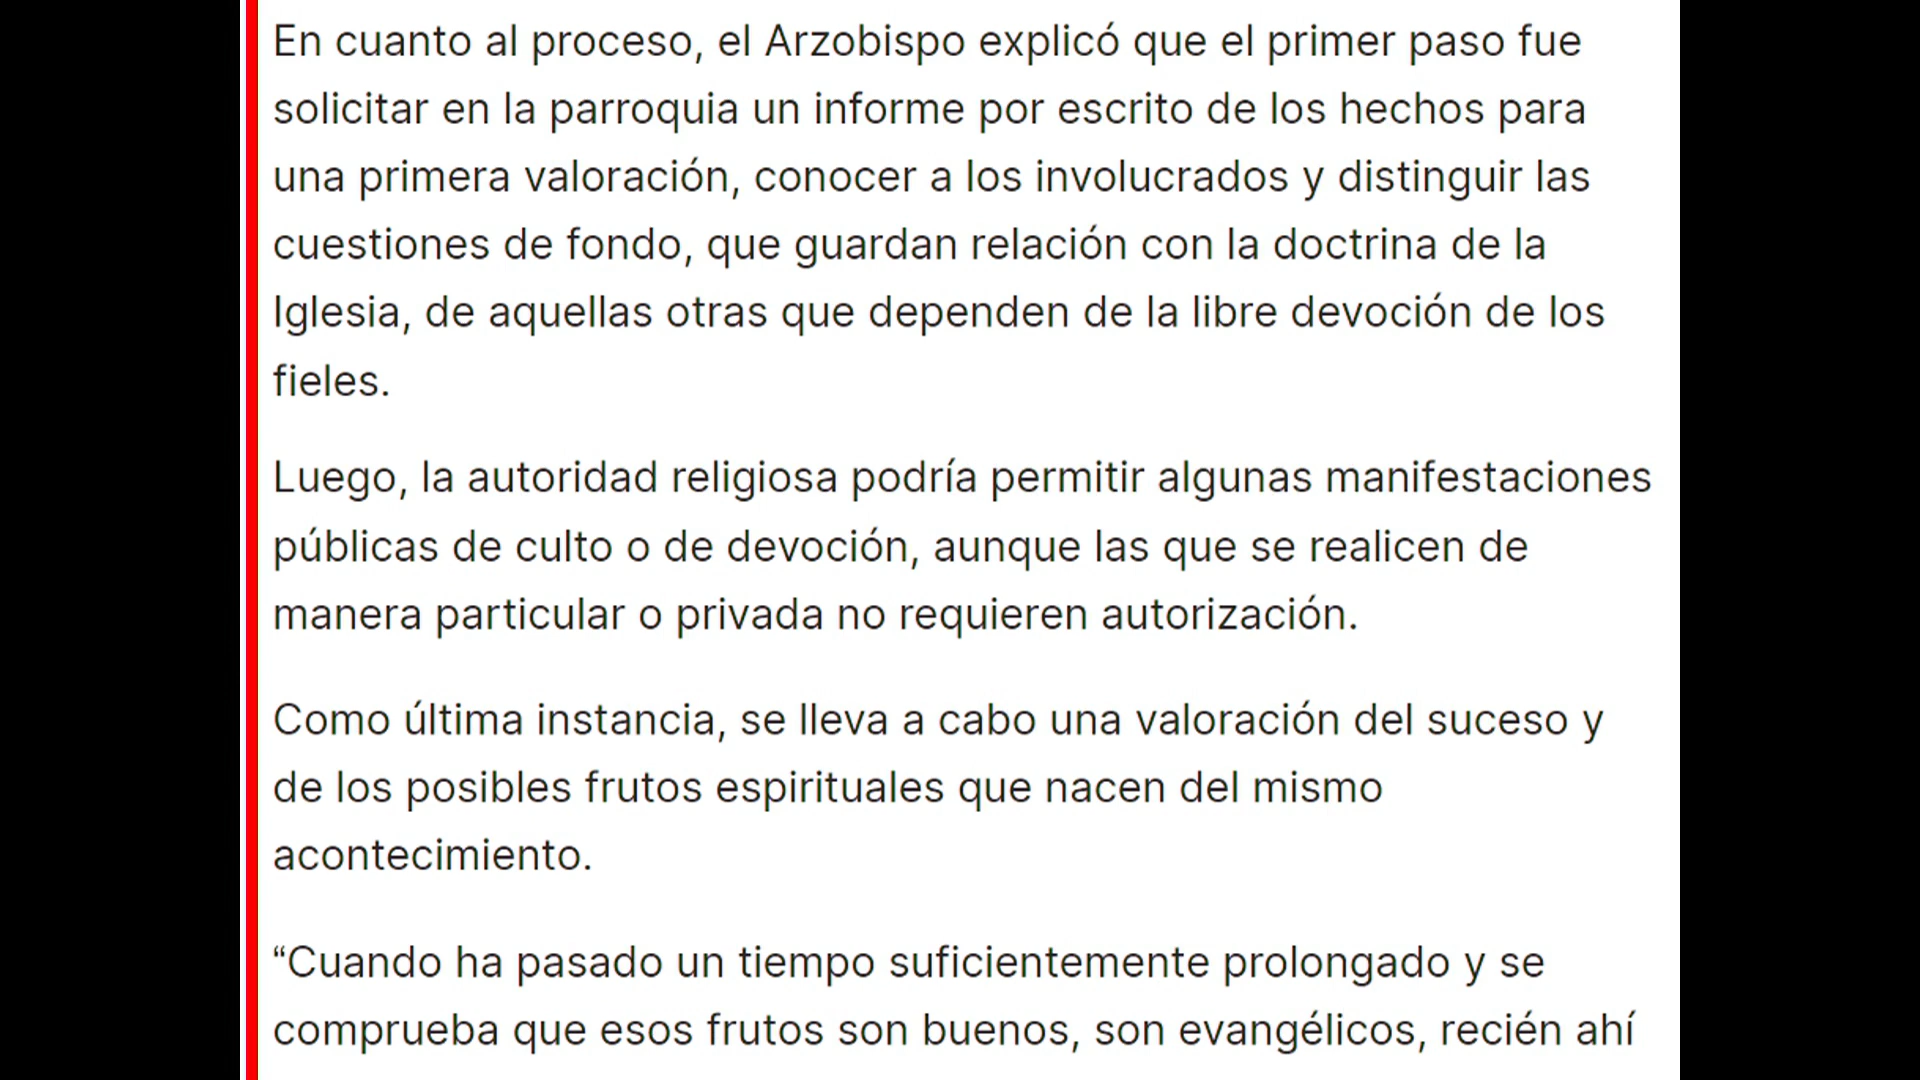 En cuanto al proceso, el Arzobispo explicó que el primer paso fue
solicitar en la parroquia un informe por escrito de los hechos para
una primera valoración, conocer a los involucrados y distinguir las
cuestiones de fondo, que guardan relación con la doctrina de la
Iglesia, de aquellas otras que dependen de la libre devoción de los
fieles.
Luego, la autoridad religiosa podría permitir algunas manifestaciones
públicas de culto o de devoción, aunque las que se realicen de
manera particular o privada no requieren autorización.
Como última instancia, se lleva a cabo una valoración del suceso y
de los posibles frutos espirituales que nacen del mismo
acontecimiento.
“Cuando ha pasado un tiempo suficientemente prolongado y se
comprueba que esos frutos son buenos, son evangélicos, recién ahí